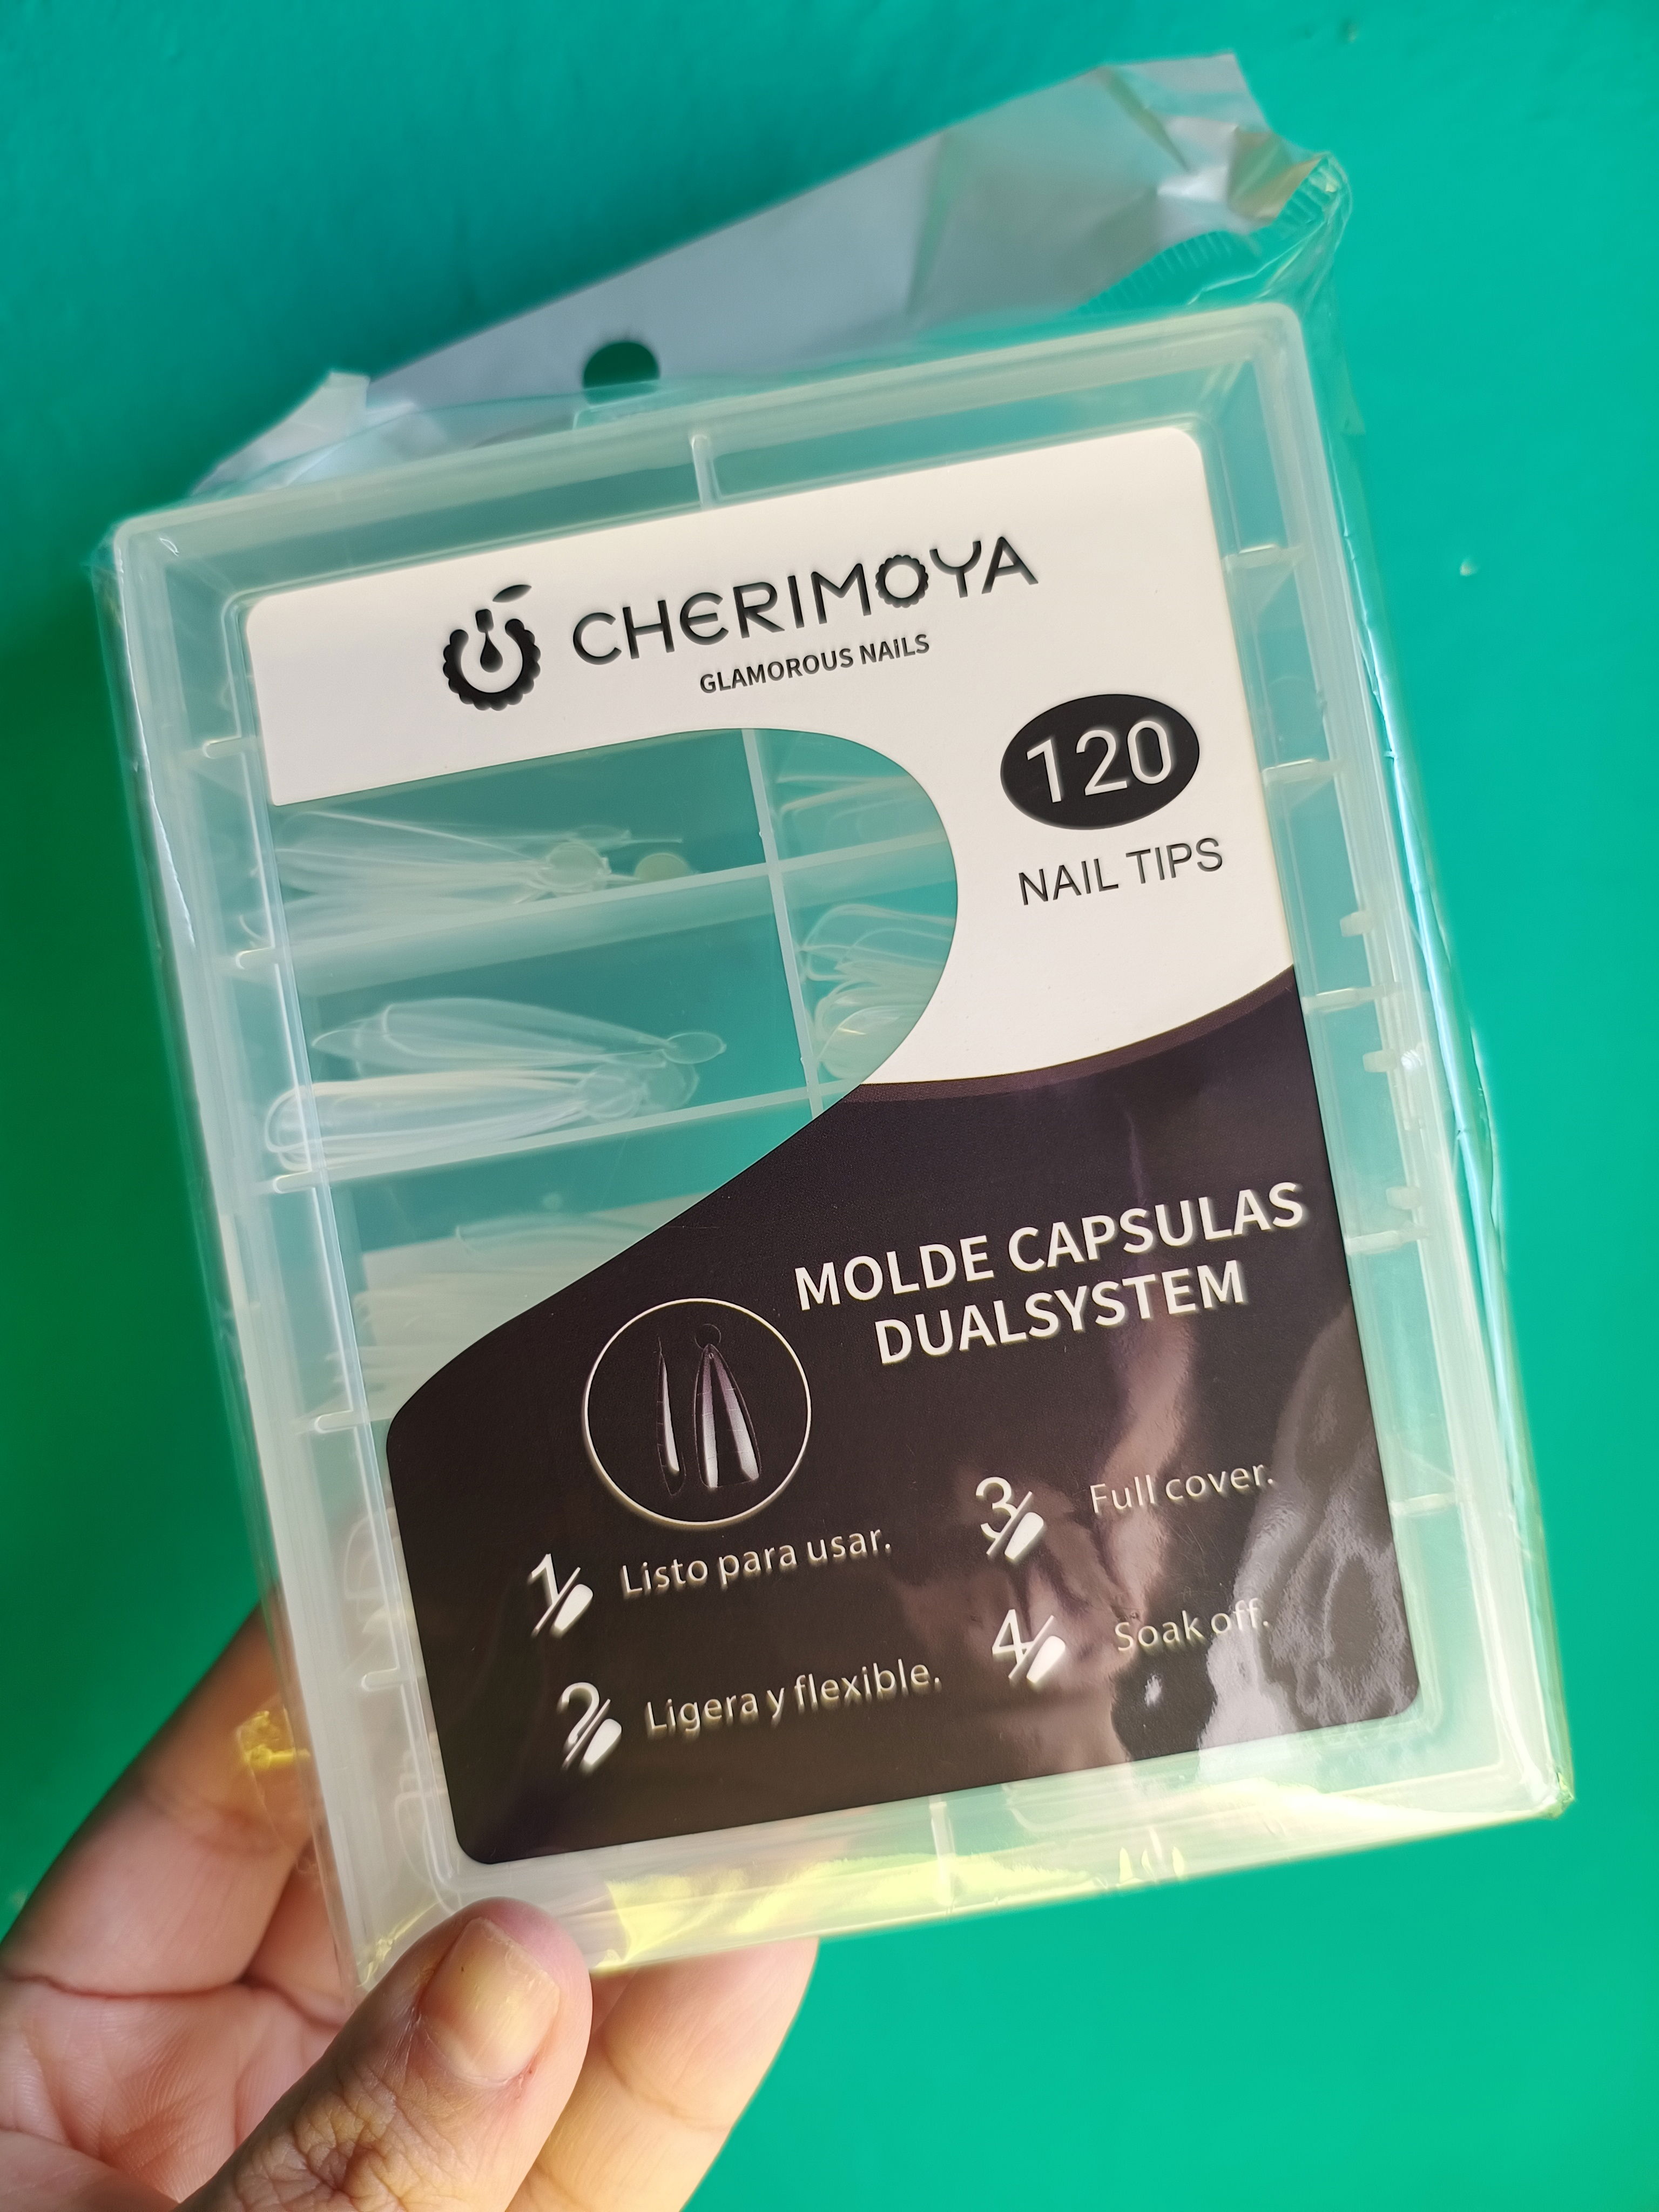 CHERIMOYA
GLAMOROUS NAILS
120
NAIL TIPS
MOLDE CAPSULAS
DUALSYSTEM
1 Listo para usar.
2 Ligera y flexible.
3 Full cover.
4 Soak off.